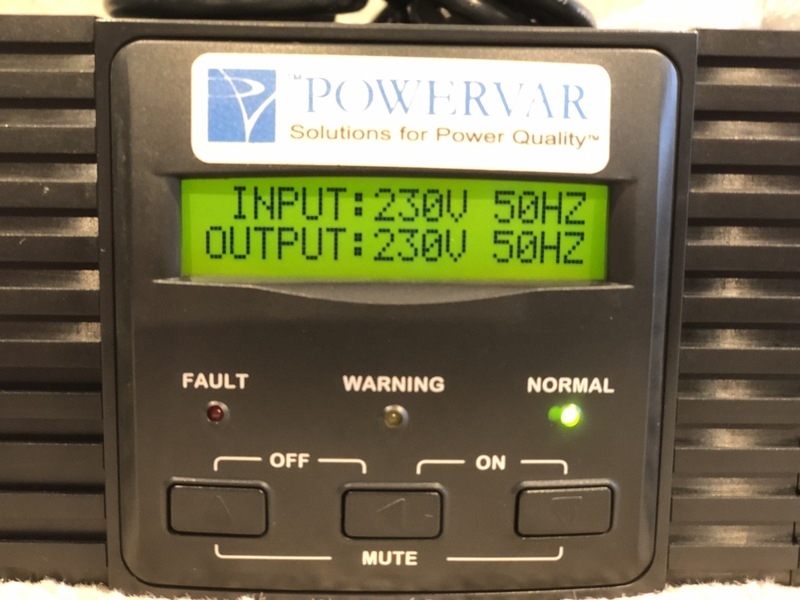 POWERVAR
Solutions for Power Quality™
INPUT:230V 50HZ
OUTPUT:230V 50HZ
FAULT WARNING NORMAL
OFF ON
MUTE